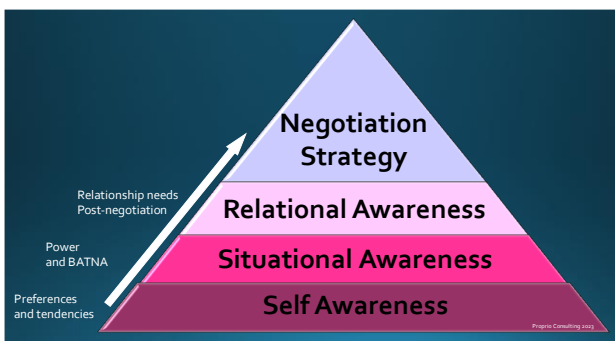 Negotiation
Strategy
Relationship needs
Post-negotiation
Relational Awareness
Power
and BATNA
Situational Awareness
Preferences
and tendencies
Self Awareness
Proprio Consulting 2023